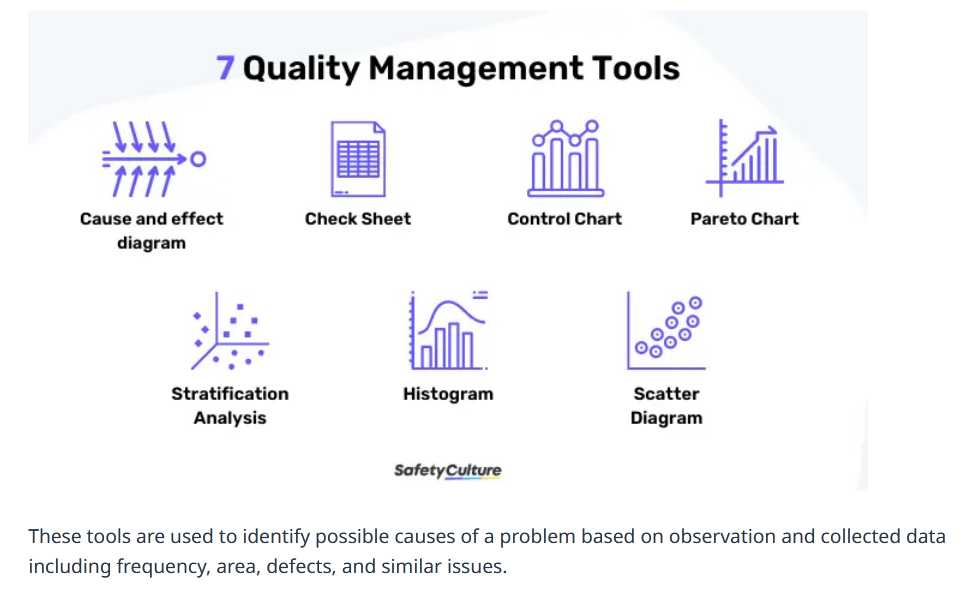 7 Quality Management Tools
Cause and effect
diagram
Check Sheet
Control Chart
Pareto Chart
Stratification
Analysis
Histogram
Scatter
Diagram
SafetyCulture
These tools are used to identify possible causes of a problem based on observation and collected data
including frequency, area, defects, and similar issues.